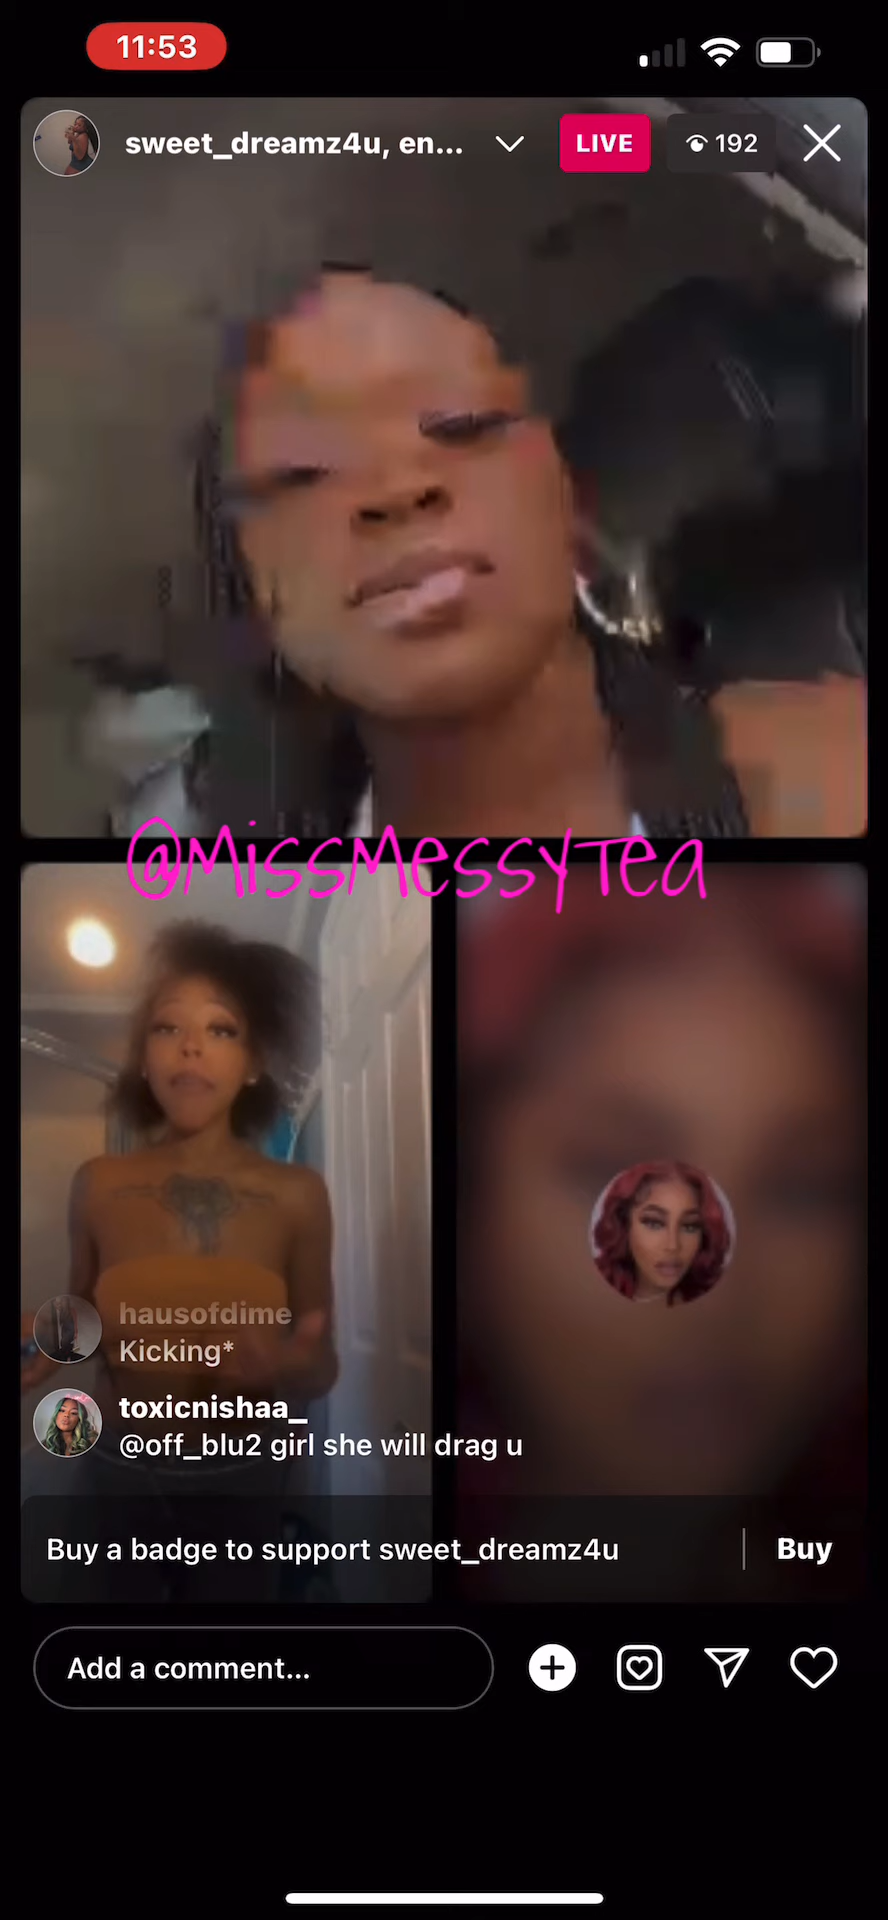 11:53
sweet_dreamz4u, en...
LIVE
192
@MissMessyTea
hausofdime
Kicking*
toxicnishaa_
@off_blu2 girl she will drag u
Buy a badge to support sweet_dreamz4u
Buy
Add a comment...